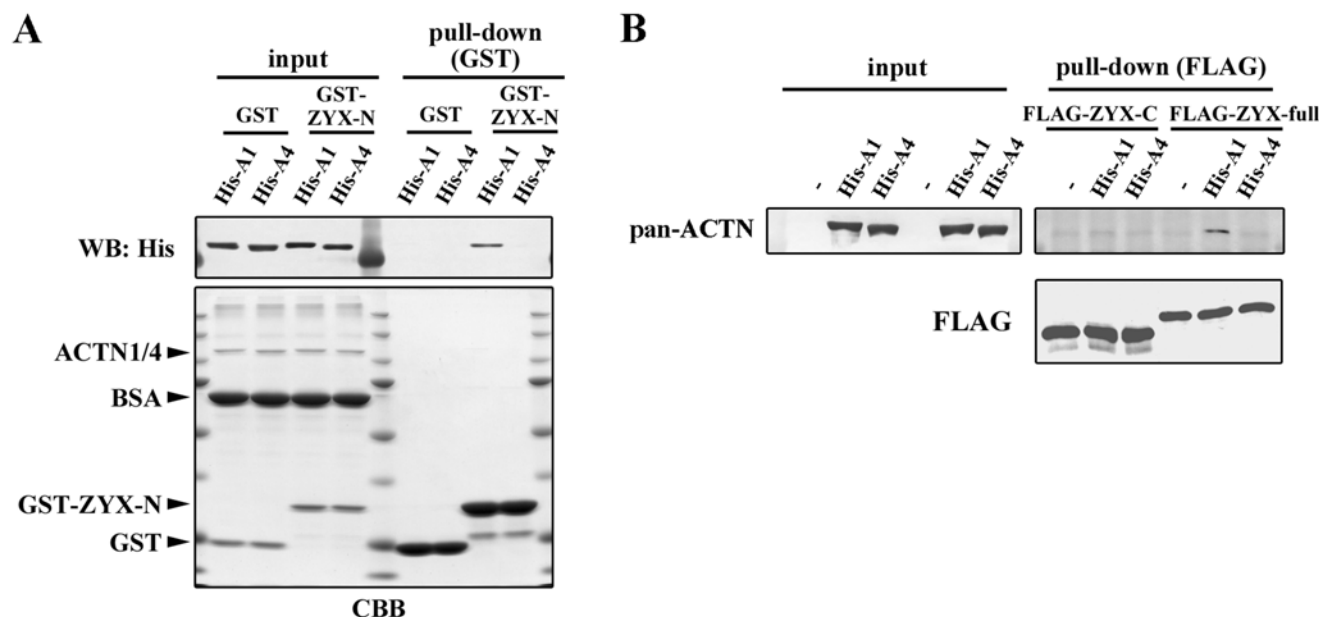 A
input
pull-down
(GST)
GST
GST-
ZYX-N
GST
GST-
ZYX-N
His-A1
His-A4
His-A1
His-A4
His-A1
His-A4
His-A1
His-A4
WB: His
ACTN1/4
BSA
GST-ZYX-N
GST
CBB
B
input
pull-down (FLAG)
FLAG-ZYX-C
FLAG-ZYX-full
-
His-A1
His-A4
-
His-A1
His-A4
-
His-A1
His-A4
-
His-A1
His-A4
pan-ACTN
FLAG